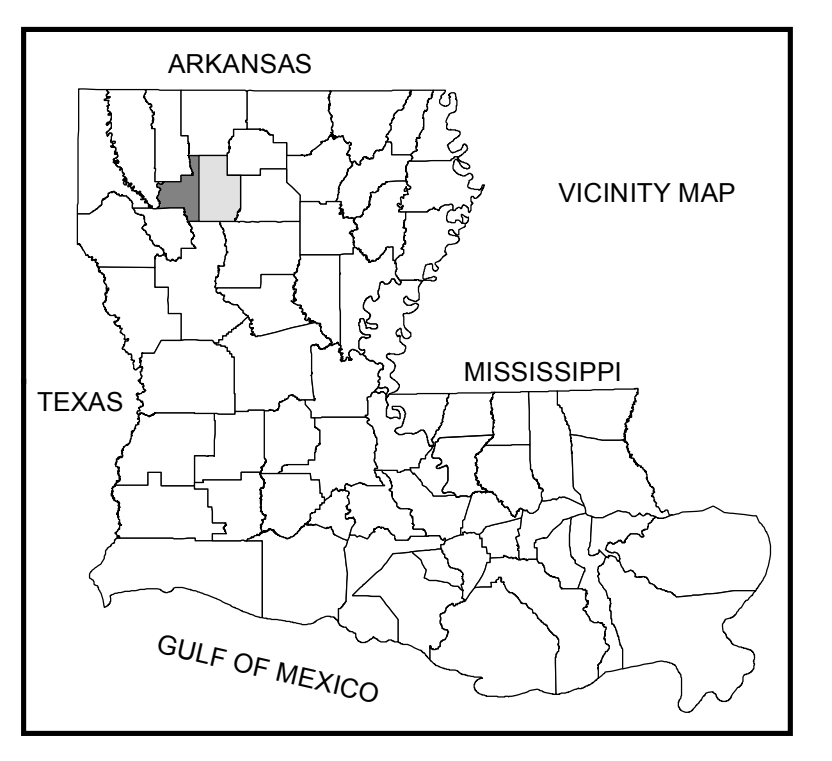 ARKANSAS
VICINITY MAP
MISSISSIPPI
TEXAS
GULF OF MEXICO